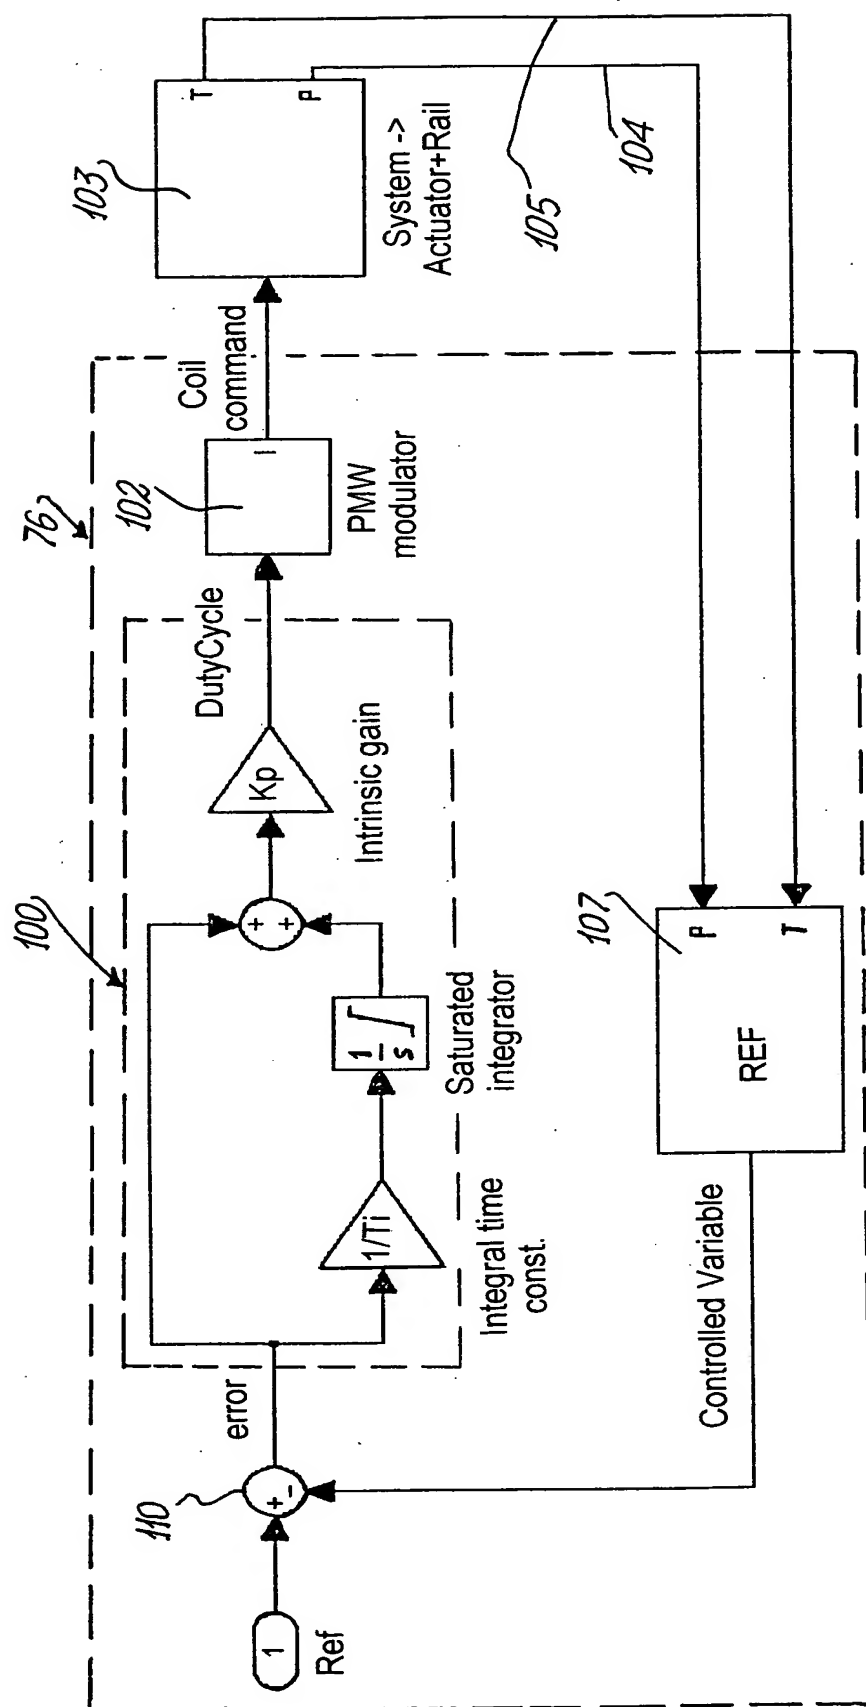 76
100
102
103
Coil
command
DutyCycle
T
P
1
Ref
110
+
-
error
+
+
Kp
Intrinsic gain
I
PMW
modulator
System ->
Actuator+Rail
1/Ti
Integral time
const.
1
s
∫
Saturated
integrator
105
104
107
P
T
REF
Controlled Variable